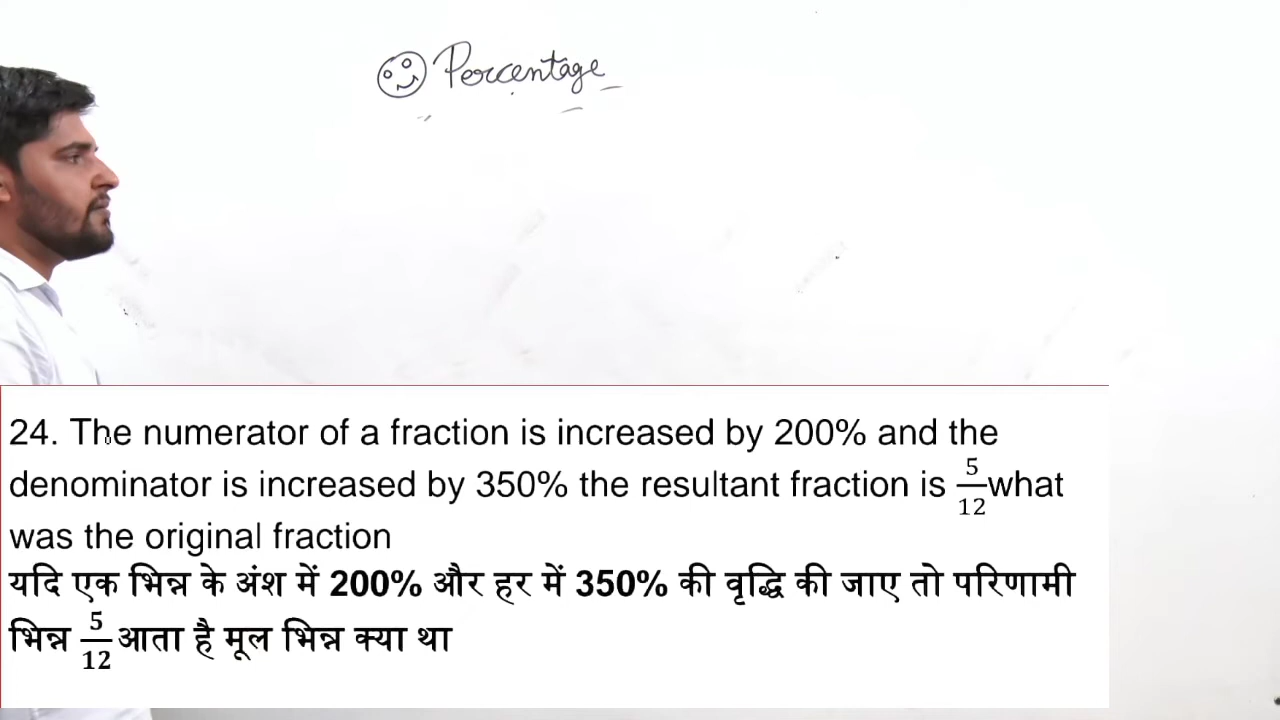 Percentage
24. The numerator of a fraction is increased by 200% and the
denominator is increased by 350% the resultant fraction is 5/12 what
was the original fraction
यदि एक भिन्न के अंश में 200% और हर में 350% की वृद्धि की जाए तो परिणामी
भिन्न 5/12 आता है मूल भिन्न क्या था